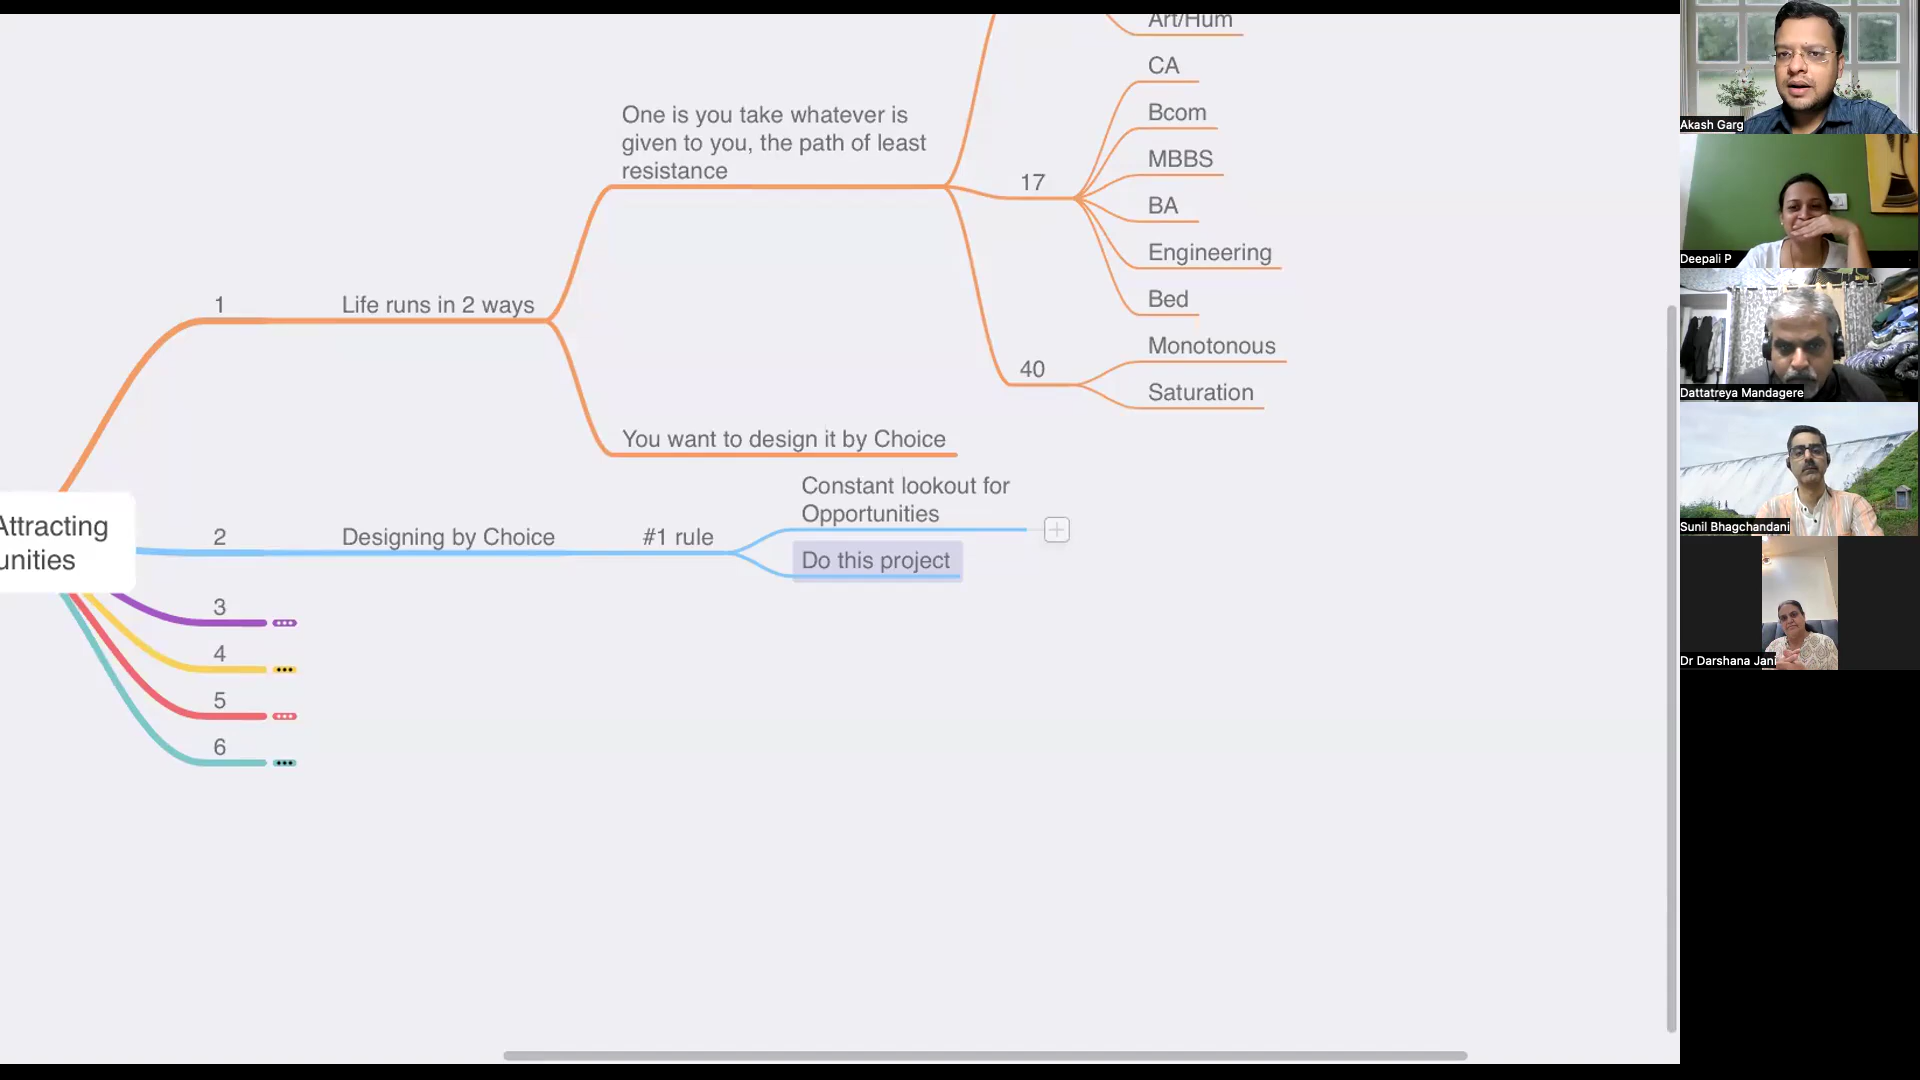 Art/Hum
CA
One is you take whatever is
given to you, the path of least
resistance
Bcom
MBBS
17
BA
Engineering
Bed
1
Life runs in 2 ways
Monotonous
40
Saturation
You want to design it by Choice
Constant lookout for
Opportunities
Attracting
unities
2
Designing by Choice
#1 rule
Do this project
3
4
5
6
Akash Garg
Deepali P
Dattatreya Mandagere
Sunil Bhagchandani
Dr Darshana Jani